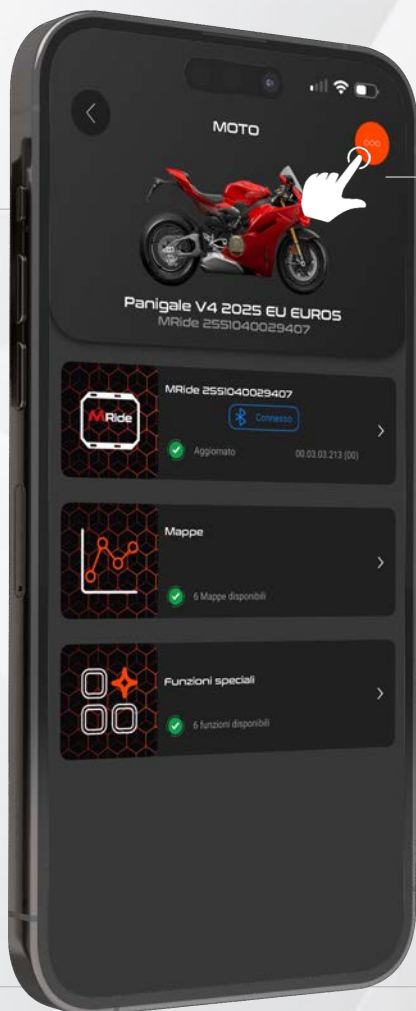 MOTO
Panigale V4 2025 EU EURO5
MRide 2551040029407
MRide 2551040029407
MRide
Connesso
Aggiornato 00.03.03.213 (00)
Mappe
6 Mappe disponibili
Funzioni speciali
6 funzioni disponibili